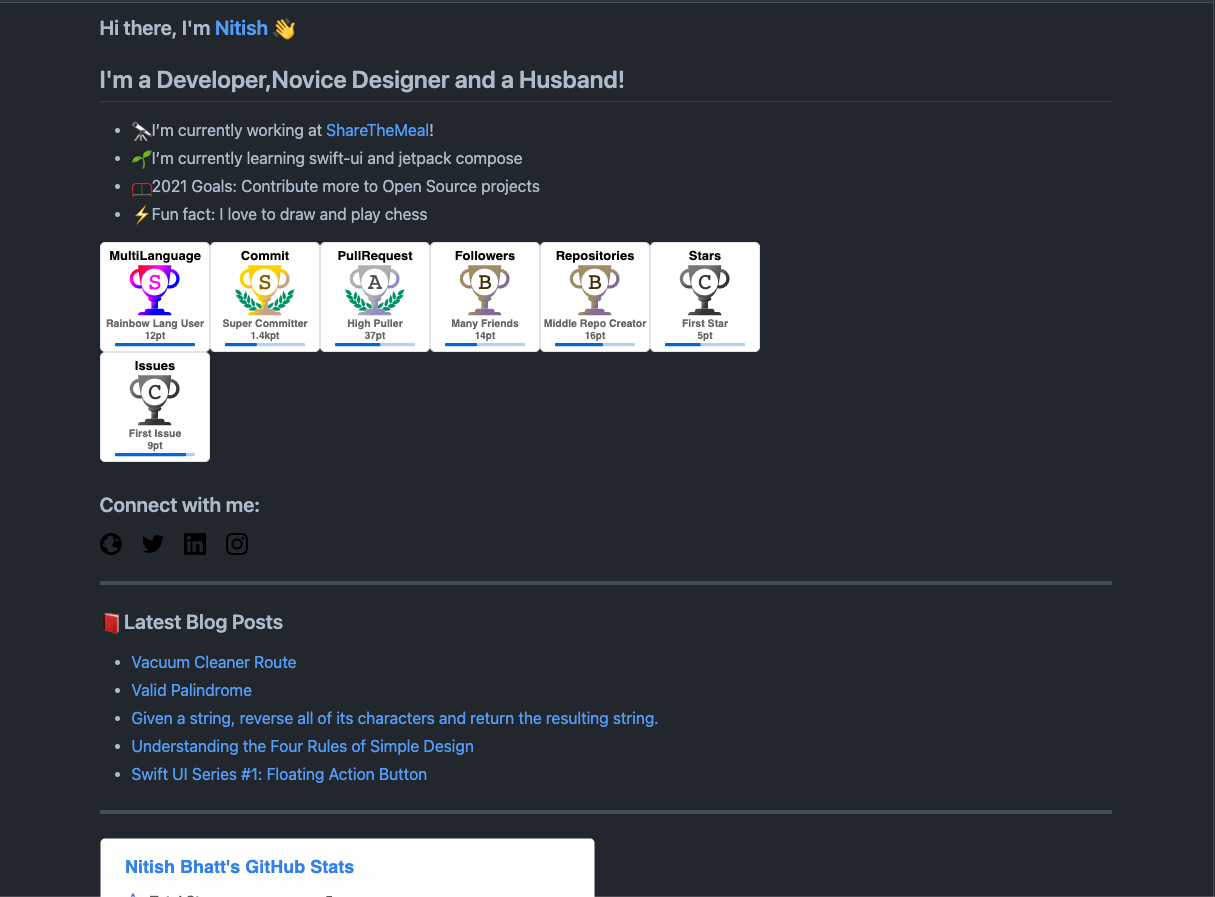 Hi there, I'm Nitish 👋
I'm a Developer,Novice Designer and a Husband!
🔭I’m currently working at ShareTheMeal!
🌱I’m currently learning swift-ui and jetpack compose
🥅2021 Goals: Contribute more to Open Source projects
⚡Fun fact: I love to draw and play chess
MultiLanguage Commit PullRequest Followers Repositories Stars
S S A B B C
Rainbow Lang User Super Committer High Puller Many Friends Middle Repo Creator First Star
12pt 1.4kpt 37pt 14pt 16pt 5pt
Issues
C
First Issue
9pt
Connect with me:
in
📕Latest Blog Posts
Vacuum Cleaner Route
Valid Palindrome
Given a string, reverse all of its characters and return the resulting string.
Understanding the Four Rules of Simple Design
Swift UI Series #1: Floating Action Button
Nitish Bhatt's GitHub Stats